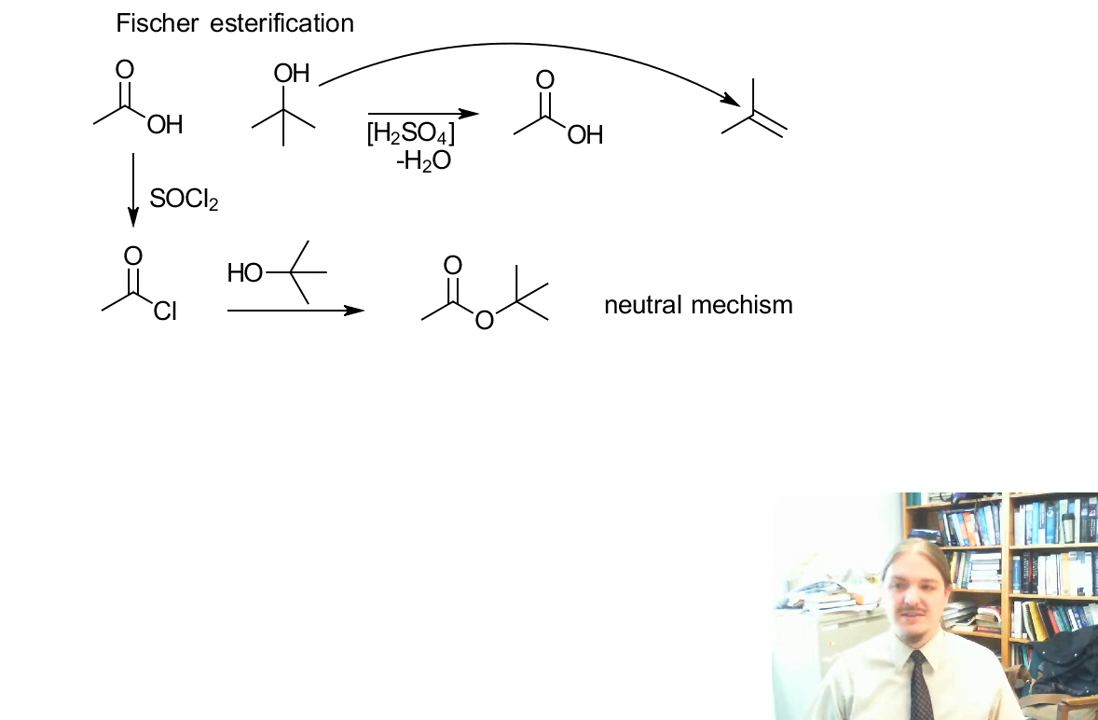 Fischer esterification
O
OH
OH
[H₂SO₄]
-H₂O
O
OH
SOCl₂
O
Cl
HO
O
O
neutral mechism